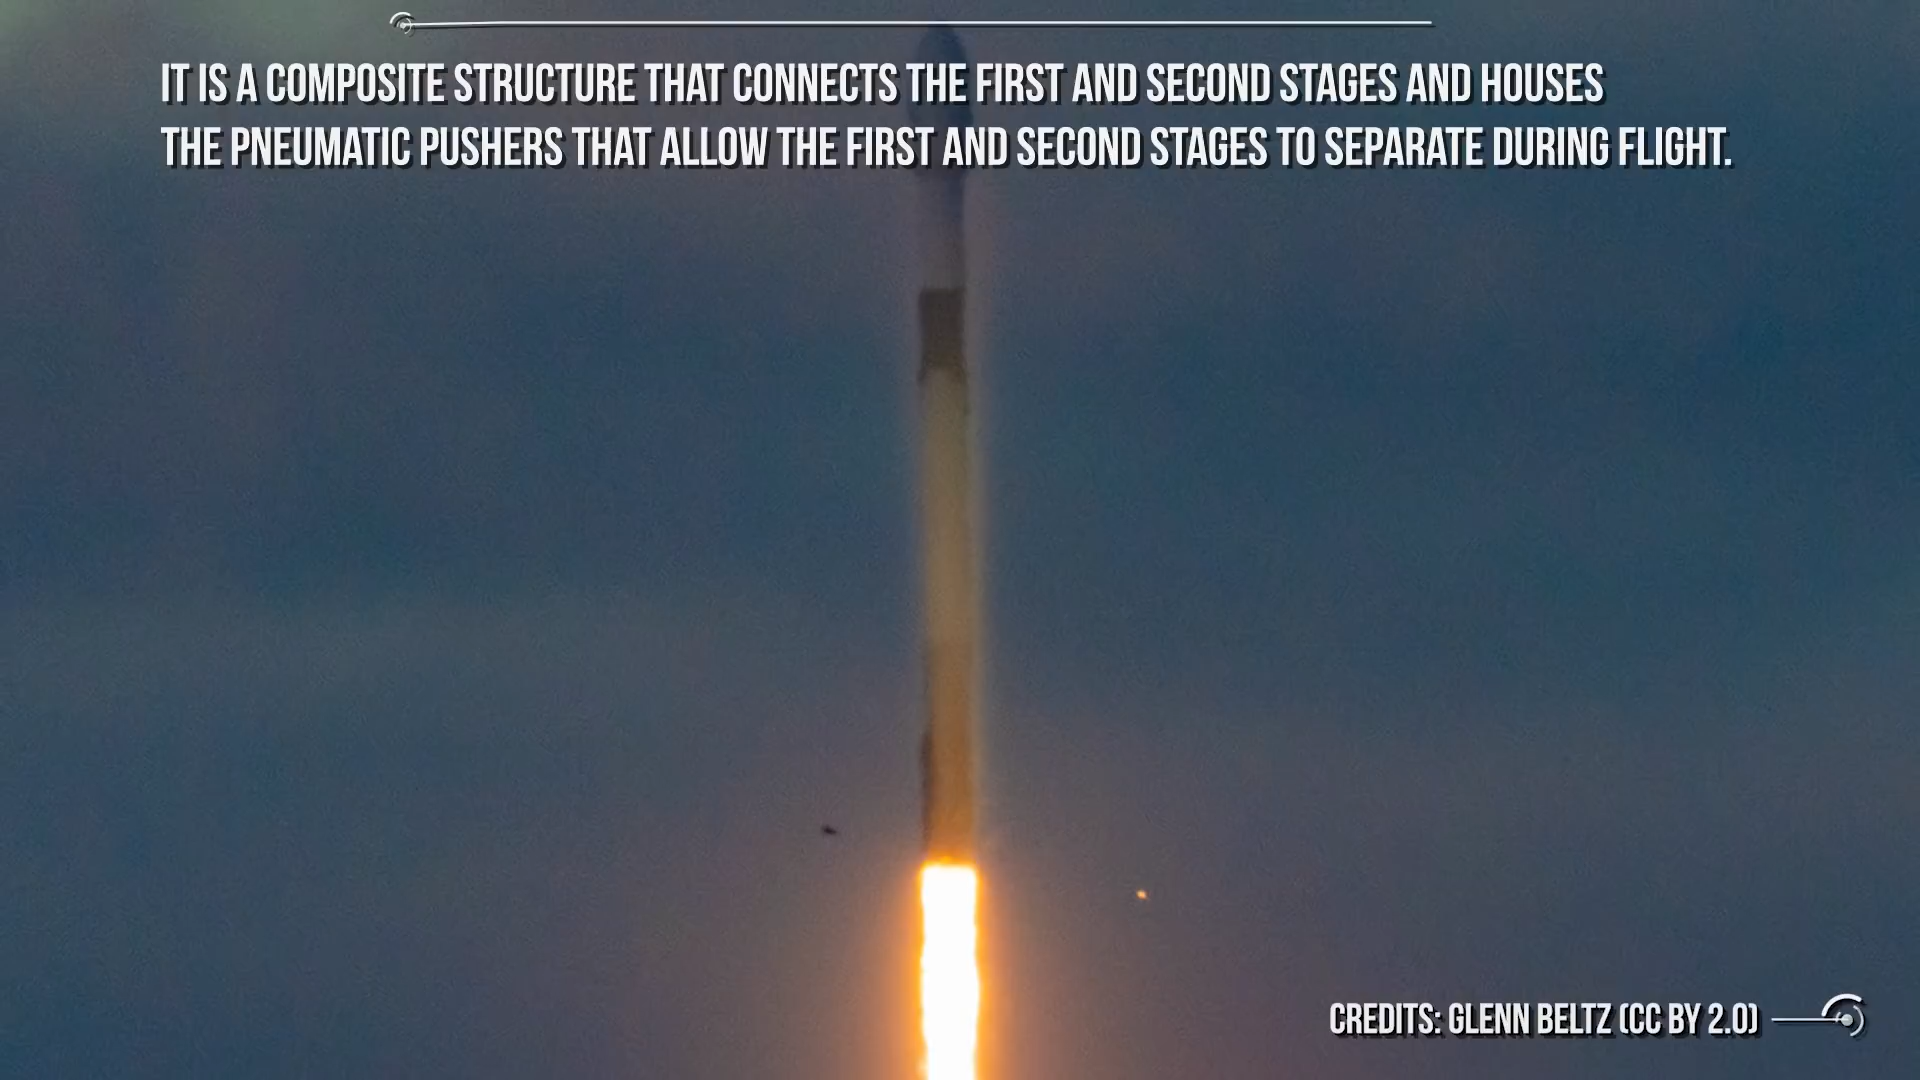 IT IS A COMPOSITE STRUCTURE THAT CONNECTS THE FIRST AND SECOND STAGES AND HOUSES
THE PNEUMATIC PUSHERS THAT ALLOW THE FIRST AND SECOND STAGES TO SEPARATE DURING FLIGHT.
CREDITS: GLENN BELTZ (CC BY 2.0)